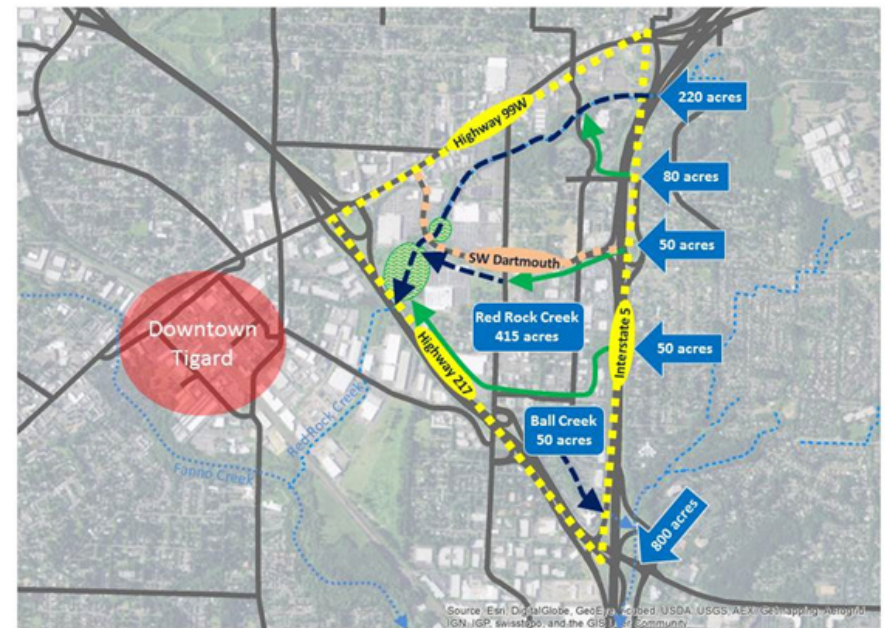 Highway 99W
220 acres
80 acres
50 acres
SW Dartmouth
Red Rock Creek
415 acres
50 acres
Interstate 5
Downtown
Tigard
Highway 217
Ball Creek
50 acres
Red Rock Creek
Fanno Creek
800 acres
Source: Esri, DigitalGlobe, USDA, USGS, AEX, Getmapping, Aerogrid,
IGN, IGP, swisstopo, and the GIS User Community